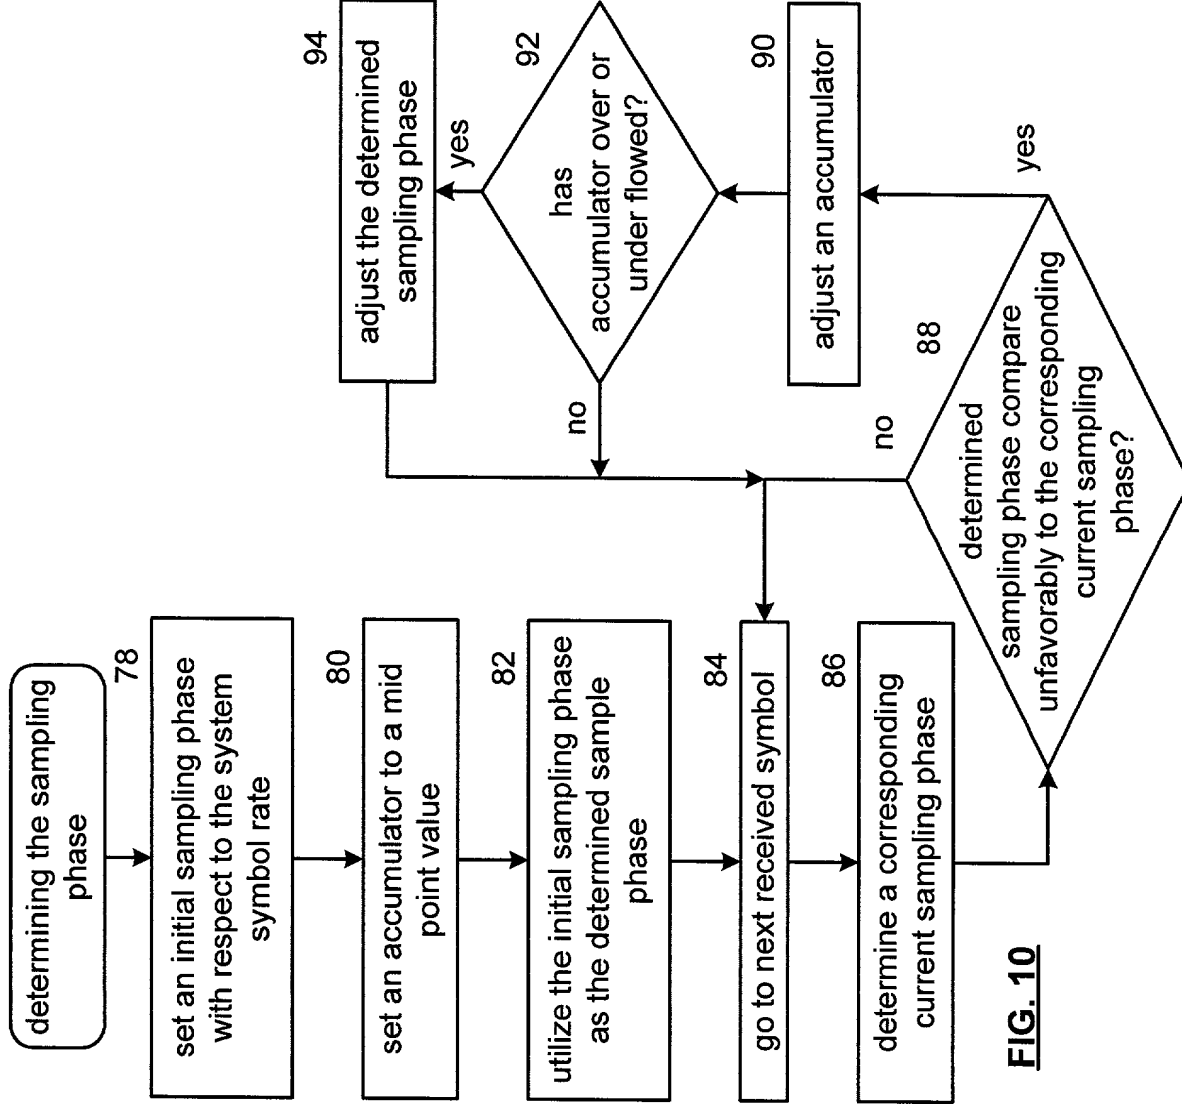 determining the sampling
phase
78
set an initial sampling phase
with respect to the system
symbol rate
80
set an accumulator to a mid
point value
82
utilize the initial sampling phase
as the determined sample
phase
84
go to next received symbol
86
determine a corresponding
current sampling phase
88
determined
sampling phase compare
unfavorably to the corresponding
current sampling
phase?
no
yes
90
adjust an accumulator
92
has
accumulator over or
under flowed?
no
yes
94
adjust the determined
sampling phase
FIG. 10